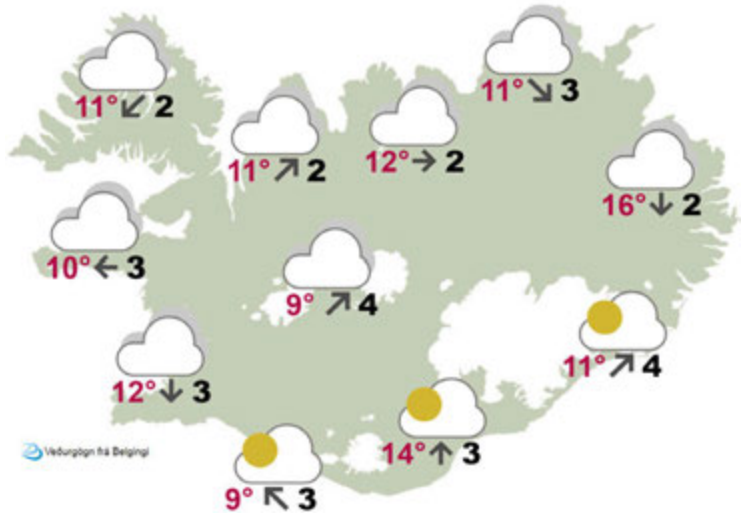 11° ↘ 3
11° ↙ 2
12° → 2
11° ↗ 2
16° ↓ 2
10° ← 3
9° ↗ 4
11° ↗ 4
12° ↓ 3
14° ↑ 3
Veðurgögn frá Belgingi
9° ↖ 3